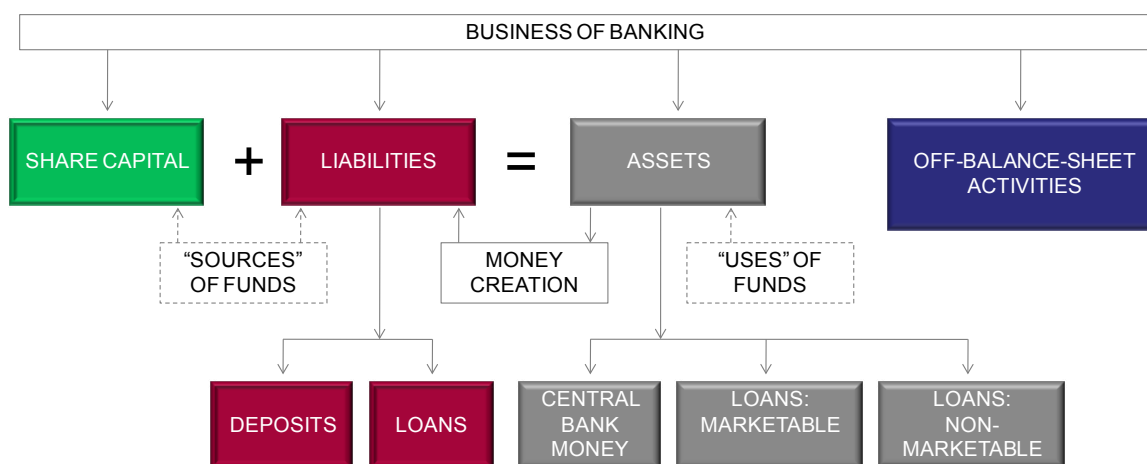 BUSINESS OF BANKING
SHARE CAPITAL
+
LIABILITIES
=
ASSETS
OFF-BALANCE-SHEET
ACTIVITIES
“SOURCES”
OF FUNDS
MONEY
CREATION
“USES” OF
FUNDS
DEPOSITS
LOANS
CENTRAL
BANK
MONEY
LOANS:
MARKETABLE
LOANS:
NON-
MARKETABLE